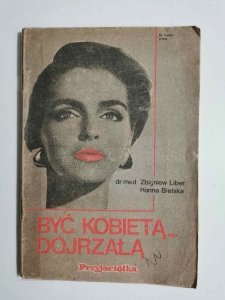 dr med. Zbigniew Liber
Hanna Bielska
BYĆ KOBIETĄ...
DOJRZAŁĄ
Przyjaciółka